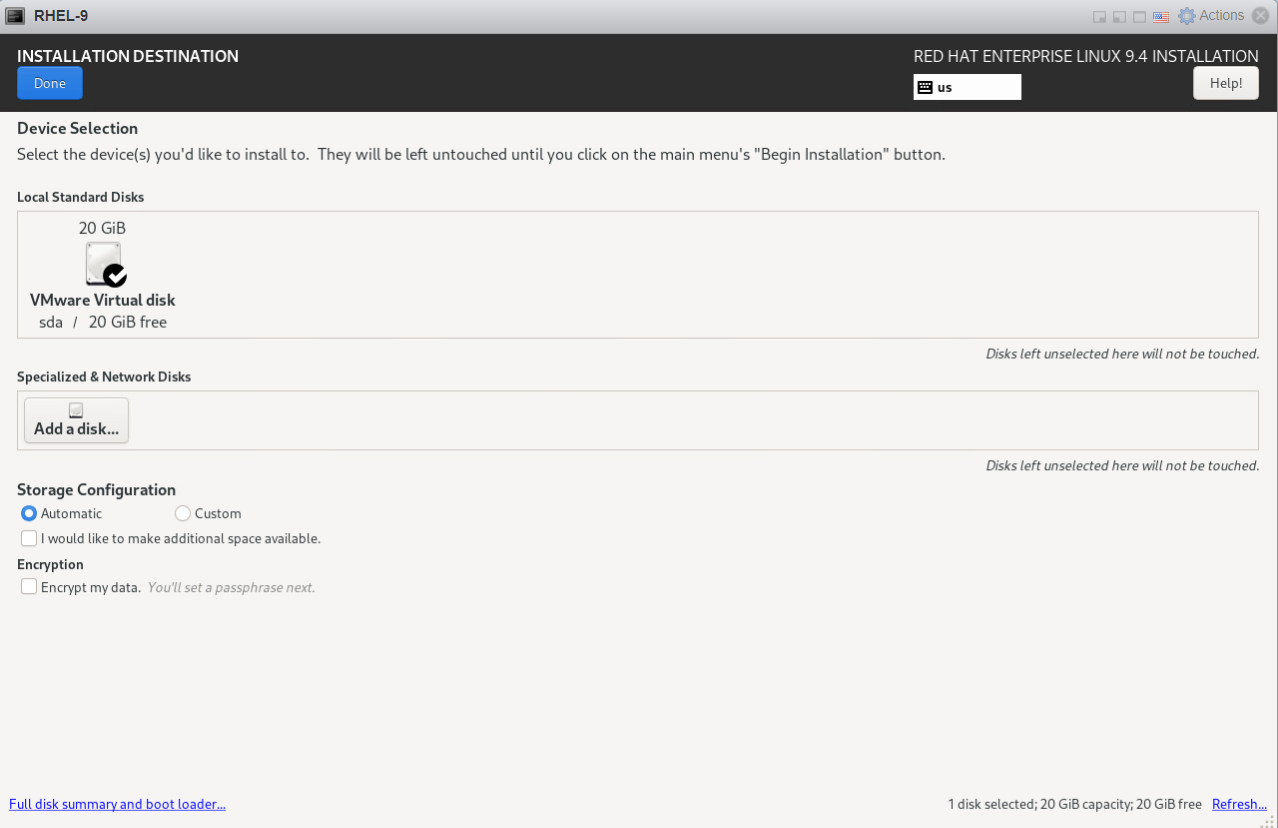 RHEL-9
Actions
INSTALLATION DESTINATION
RED HAT ENTERPRISE LINUX 9.4 INSTALLATION
Done
us
Help!
Device Selection
Select the device(s) you'd like to install to.  They will be left untouched until you click on the main menu's "Begin Installation" button.
Local Standard Disks
20 GiB
VMware Virtual disk
sda / 20 GiB free
Disks left unselected here will not be touched.
Specialized & Network Disks
Add a disk...
Disks left unselected here will not be touched.
Storage Configuration
Automatic
Custom
I would like to make additional space available.
Encryption
Encrypt my data. You'll set a passphrase next.
Full disk summary and boot loader...
1 disk selected; 20 GiB capacity; 20 GiB free
Refresh...